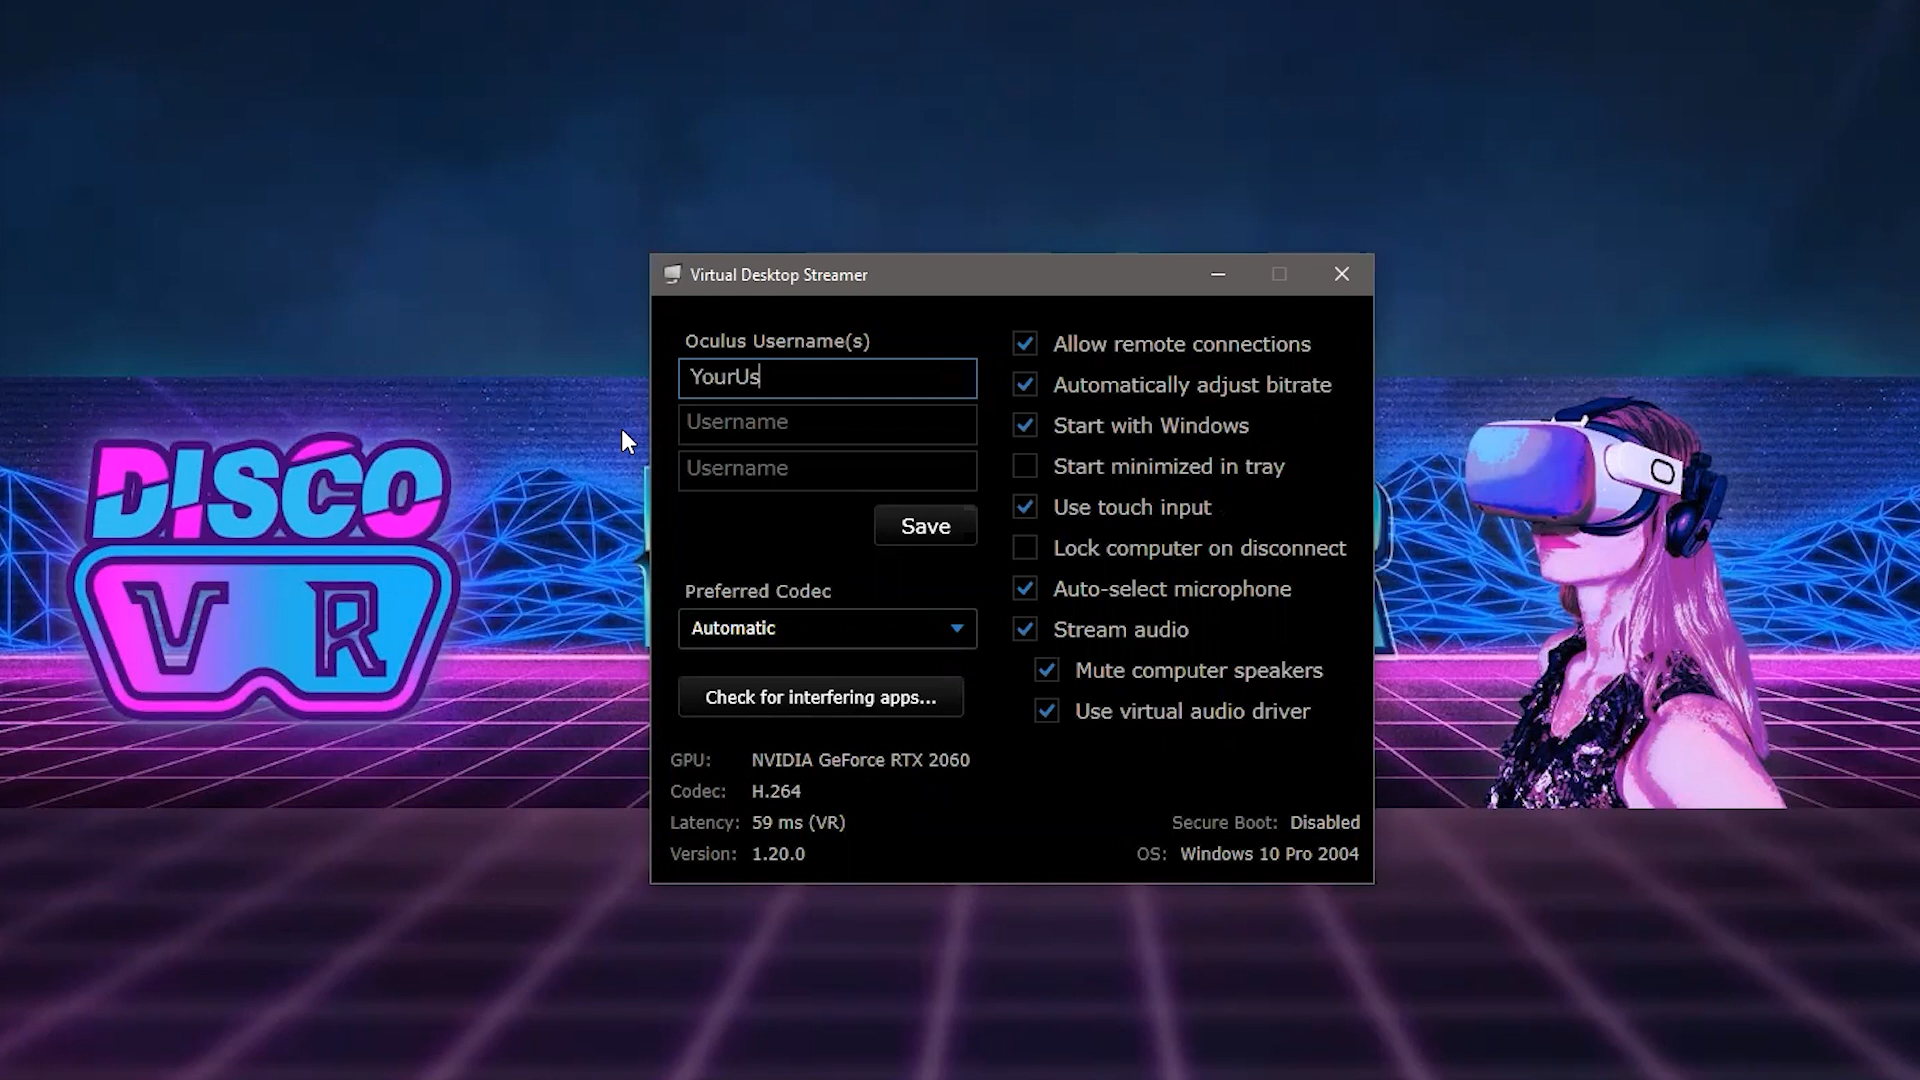 Virtual Desktop Streamer
Oculus Username(s)
YourUs
Username
Username
Save
Preferred Codec
Automatic
Check for interfering apps...
GPU: NVIDIA GeForce RTX 2060
Codec: H.264
Latency: 59 ms (VR)
Version: 1.20.0
Allow remote connections
Automatically adjust bitrate
Start with Windows
Start minimized in tray
Use touch input
Lock computer on disconnect
Auto-select microphone
Stream audio
Mute computer speakers
Use virtual audio driver
Secure Boot: Disabled
OS: Windows 10 Pro 2004
DISCO
VR